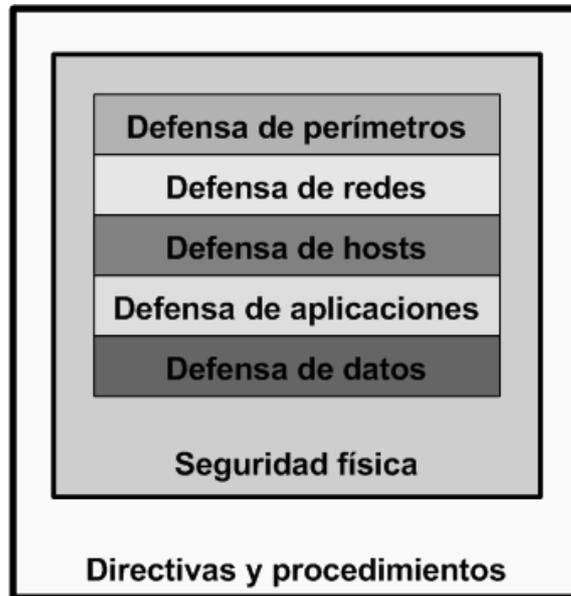 Defensa de perímetros
Defensa de redes
Defensa de hosts
Defensa de aplicaciones
Defensa de datos
Seguridad física
Directivas y procedimientos